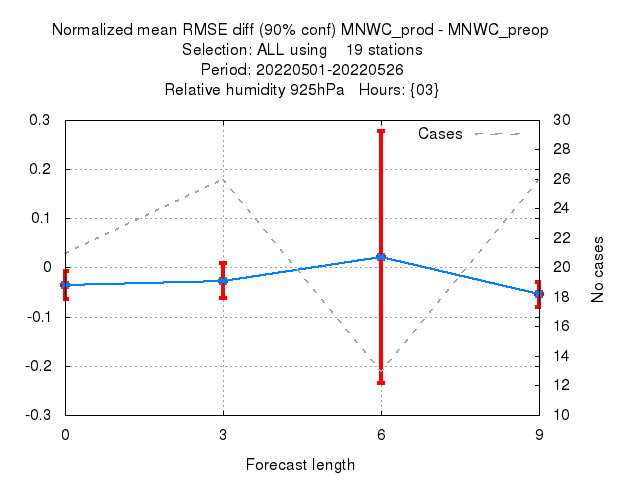 Normalized mean RMSE diff (90% conf) MNWC_prod - MNWC_preop
Selection: ALL using    19 stations
Period: 20220501-20220526
Relative humidity 925hPa   Hours: {03}
Cases
0.3
0.2
0.1
0
-0.1
-0.2
-0.3
30
28
26
24
22
20
18
16
14
12
10
No cases
0 3 6 9
Forecast length